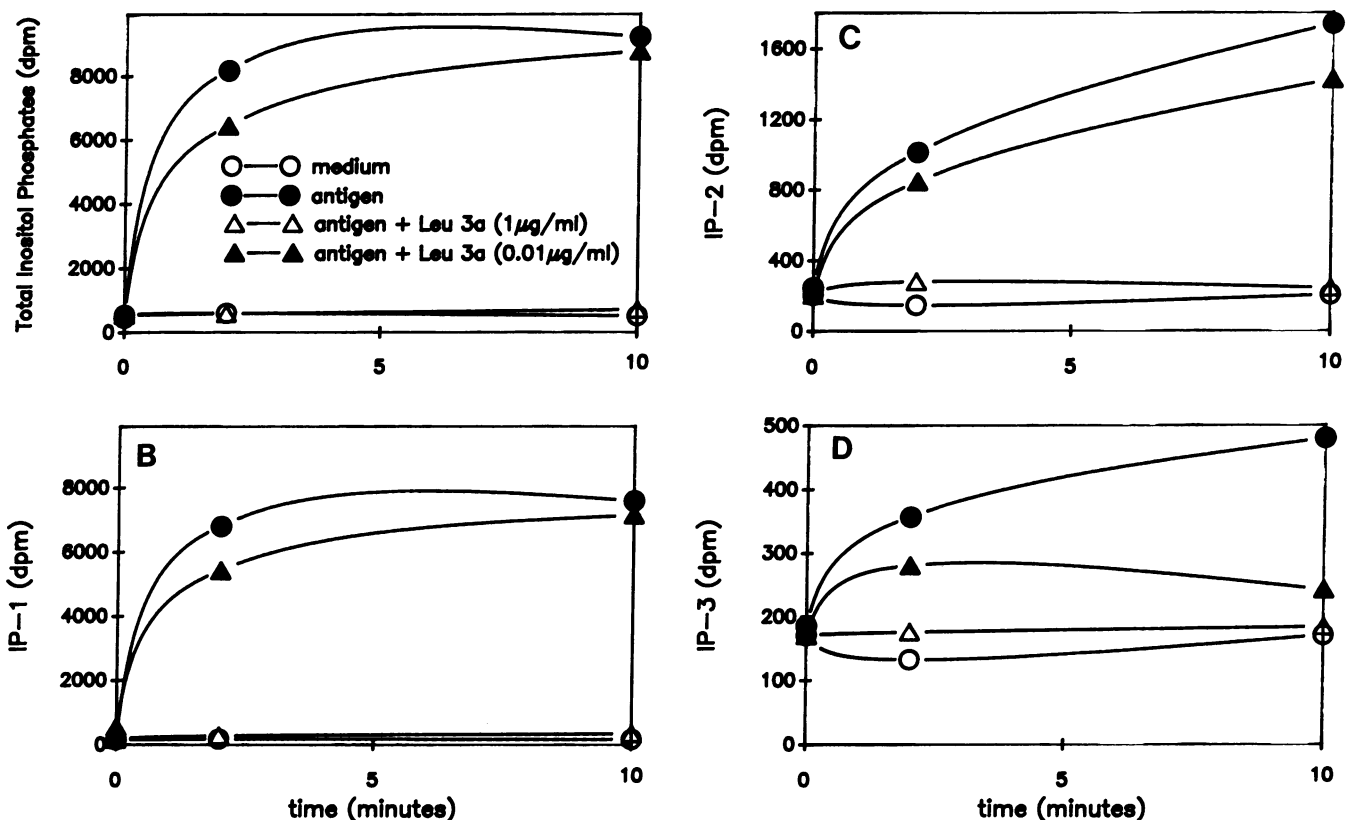 Total Inositol Phosphates (dpm)
8000
6000
4000
2000
0
0
5
10
medium
antigen
antigen + Leu 3a (1μg/ml)
antigen + Leu 3a (0.01μg/ml)
C
IP-2 (dpm)
1600
1200
800
400
0
0
5
10
B
IP-1 (dpm)
8000
6000
4000
2000
0
0
5
10
time (minutes)
D
IP-3 (dpm)
500
400
300
200
100
0
0
5
10
time (minutes)